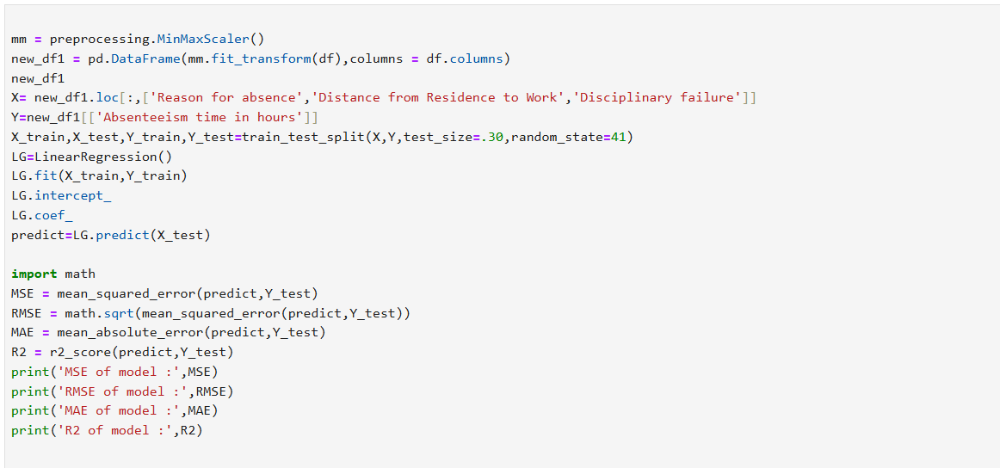 mm = preprocessing.MinMaxScaler()
new_df1 = pd.DataFrame(mm.fit_transform(df),columns = df.columns)
new_df1
X= new_df1.loc[:,['Reason for absence','Distance from Residence to Work','Disciplinary failure']]
Y=new_df1[['Absenteeism time in hours']]
X_train,X_test,Y_train,Y_test=train_test_split(X,Y,test_size=.30,random_state=41)
LG=LinearRegression()
LG.fit(X_train,Y_train)
LG.intercept_
LG.coef_
predict=LG.predict(X_test)
import math
MSE = mean_squared_error(predict,Y_test)
RMSE = math.sqrt(mean_squared_error(predict,Y_test))
MAE = mean_absolute_error(predict,Y_test)
R2 = r2_score(predict,Y_test)
print('MSE of model :',MSE)
print('RMSE of model :',RMSE)
print('MAE of model :',MAE)
print('R2 of model :',R2)